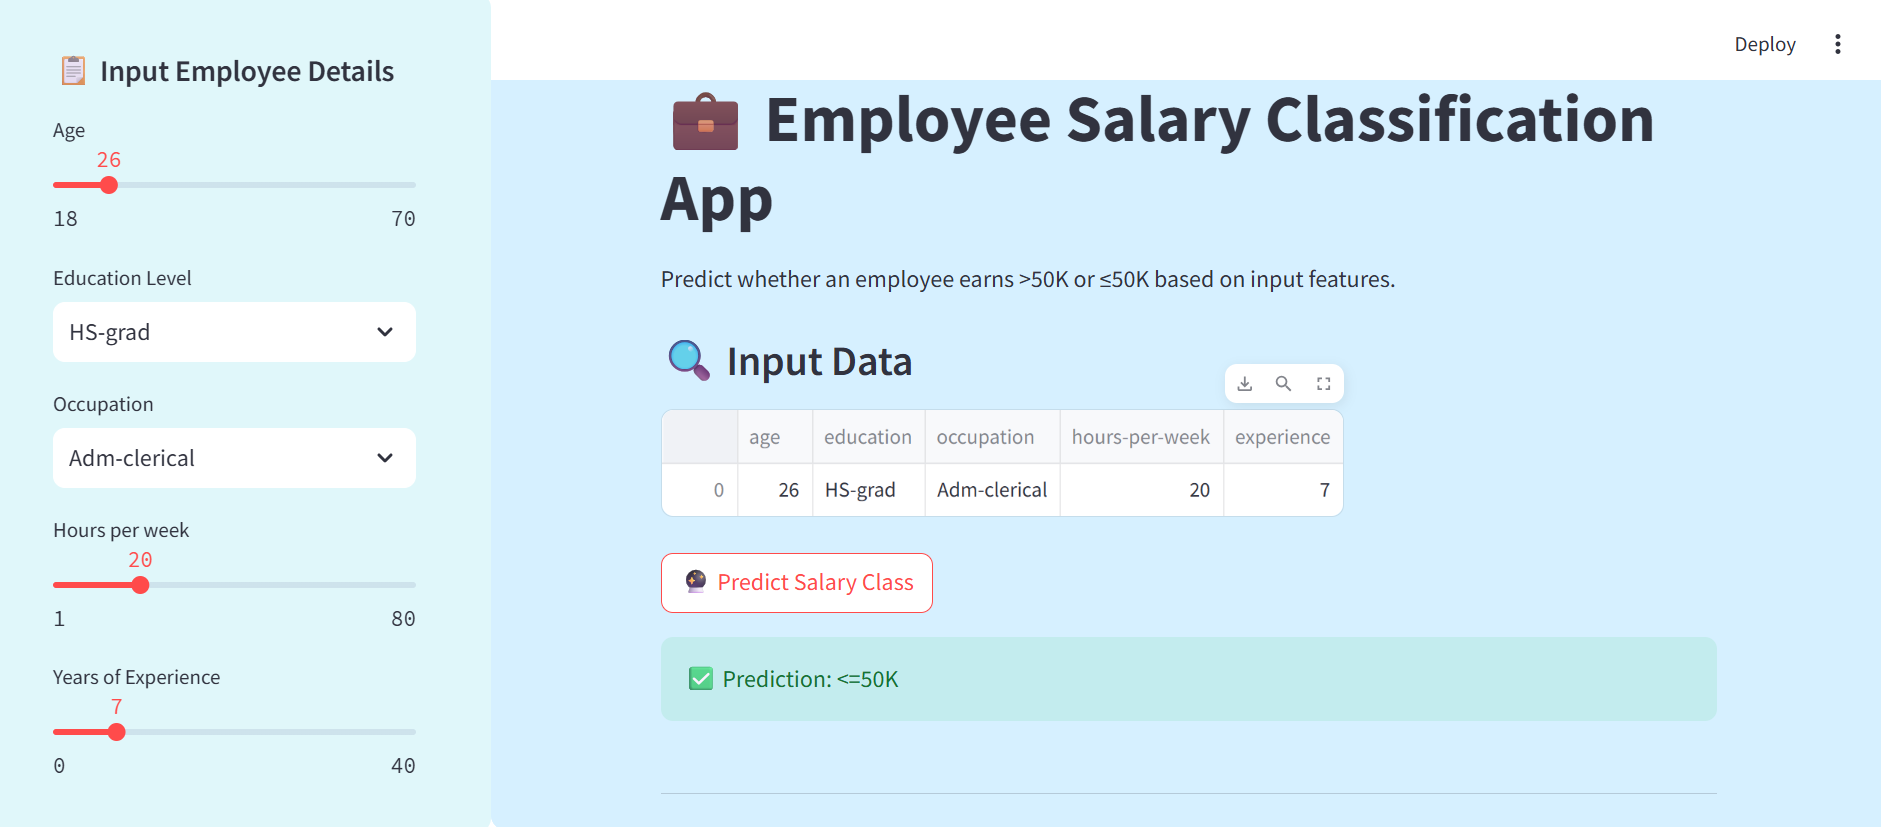 Input Employee Details
Age
26
18 70
Education Level
HS-grad
Occupation
Adm-clerical
Hours per week
20
1 80
Years of Experience
7
0 40
Deploy
Employee Salary Classification
App
Predict whether an employee earns >50K or ≤50K based on input features.
Input Data
age education occupation hours-per-week experience
0 26 HS-grad Adm-clerical 20 7
Predict Salary Class
Prediction: <=50K